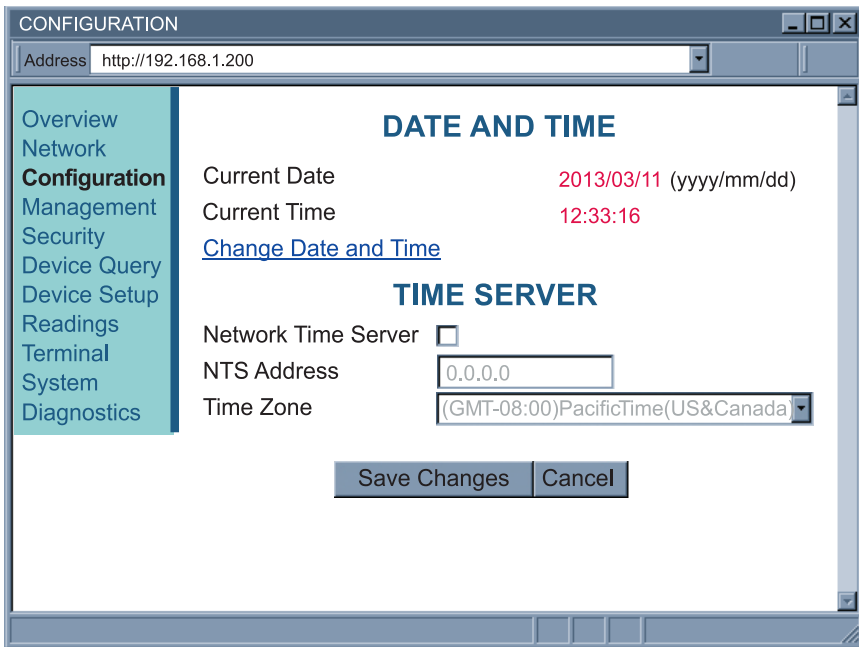 CONFIGURATION
Address http://192.168.1.200
Overview
Network
Configuration
Management
Security
Device Query
Device Setup
Readings
Terminal
System
Diagnostics
DATE AND TIME
Current Date 2013/03/11 (yyyy/mm/dd)
Current Time 12:33:16
Change Date and Time
TIME SERVER
Network Time Server
NTS Address 0.0.0.0
Time Zone (GMT-08:00)PacificTime(US&Canada)
Save Changes Cancel